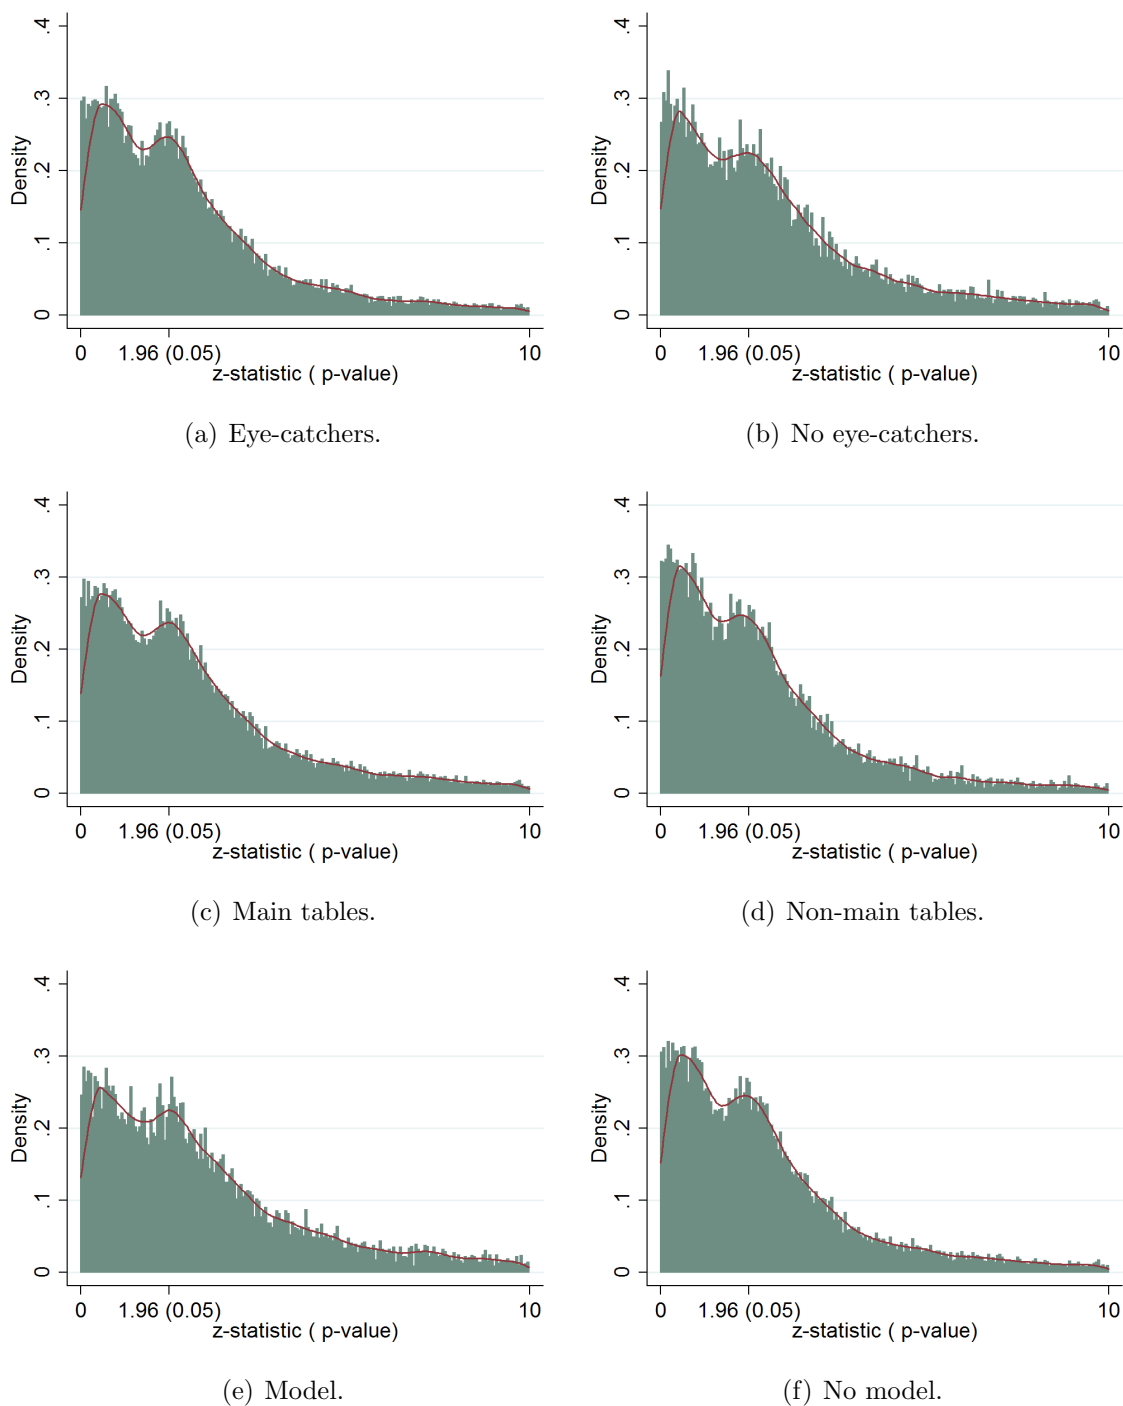 Density
.4
.3
.2
.1
0
0 1.96 (0.05) 10
z-statistic ( p-value)
(a) Eye-catchers.
Density
.4
.3
.2
.1
0
0 1.96 (0.05) 10
z-statistic ( p-value)
(b) No eye-catchers.
Density
.4
.3
.2
.1
0
0 1.96 (0.05) 10
z-statistic ( p-value)
(c) Main tables.
Density
.4
.3
.2
.1
0
0 1.96 (0.05) 10
z-statistic ( p-value)
(d) Non-main tables.
Density
.4
.3
.2
.1
0
0 1.96 (0.05) 10
z-statistic ( p-value)
(e) Model.
Density
.4
.3
.2
.1
0
0 1.96 (0.05) 10
z-statistic ( p-value)
(f) No model.